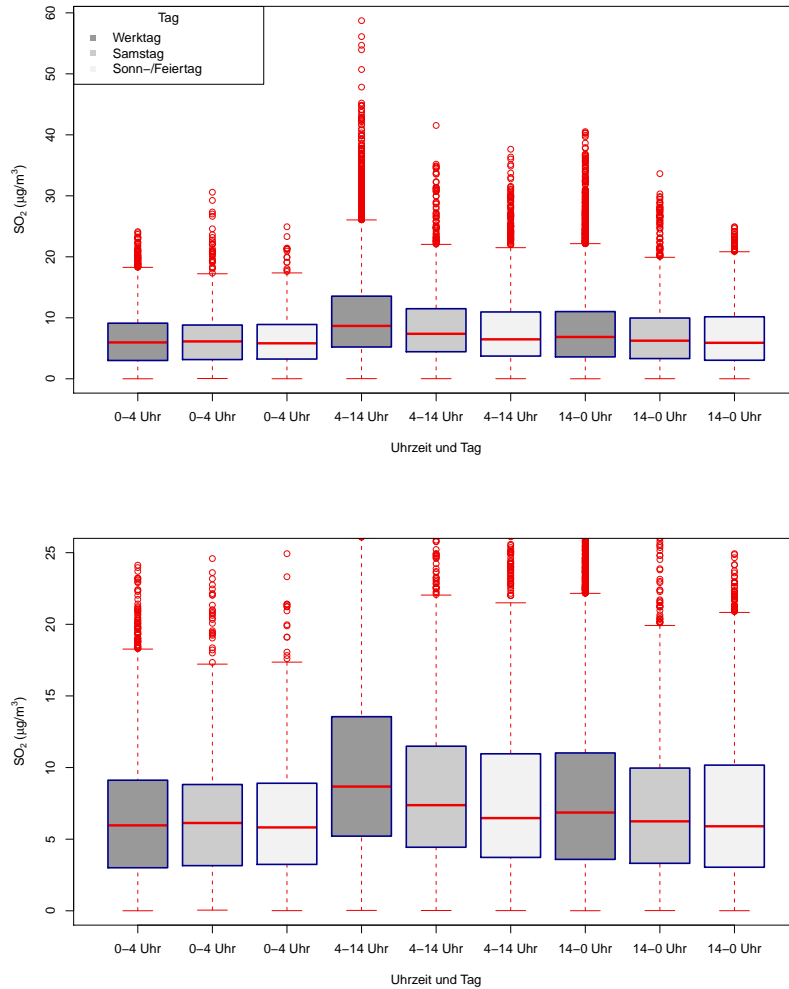 Tag
Werktag
Samstag
Sonn−/Feiertag
60
50
40
30
20
10
0
SO2 (µg/m3)
0−4 Uhr 0−4 Uhr 0−4 Uhr 4−14 Uhr 4−14 Uhr 4−14 Uhr 14−0 Uhr 14−0 Uhr 14−0 Uhr
Uhrzeit und Tag
25
20
15
10
5
0
SO2 (µg/m3)
0−4 Uhr 0−4 Uhr 0−4 Uhr 4−14 Uhr 4−14 Uhr 4−14 Uhr 14−0 Uhr 14−0 Uhr 14−0 Uhr
Uhrzeit und Tag